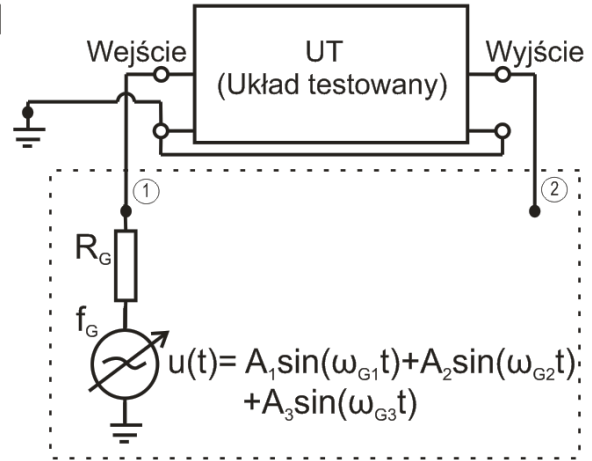 Wejście
UT
(Układ testowany)
Wyjście
1
2
R_G
f_G
u(t)= A₁sin(ω_G1t)+A₂sin(ω_G2t)
+A₃sin(ω_G3t)